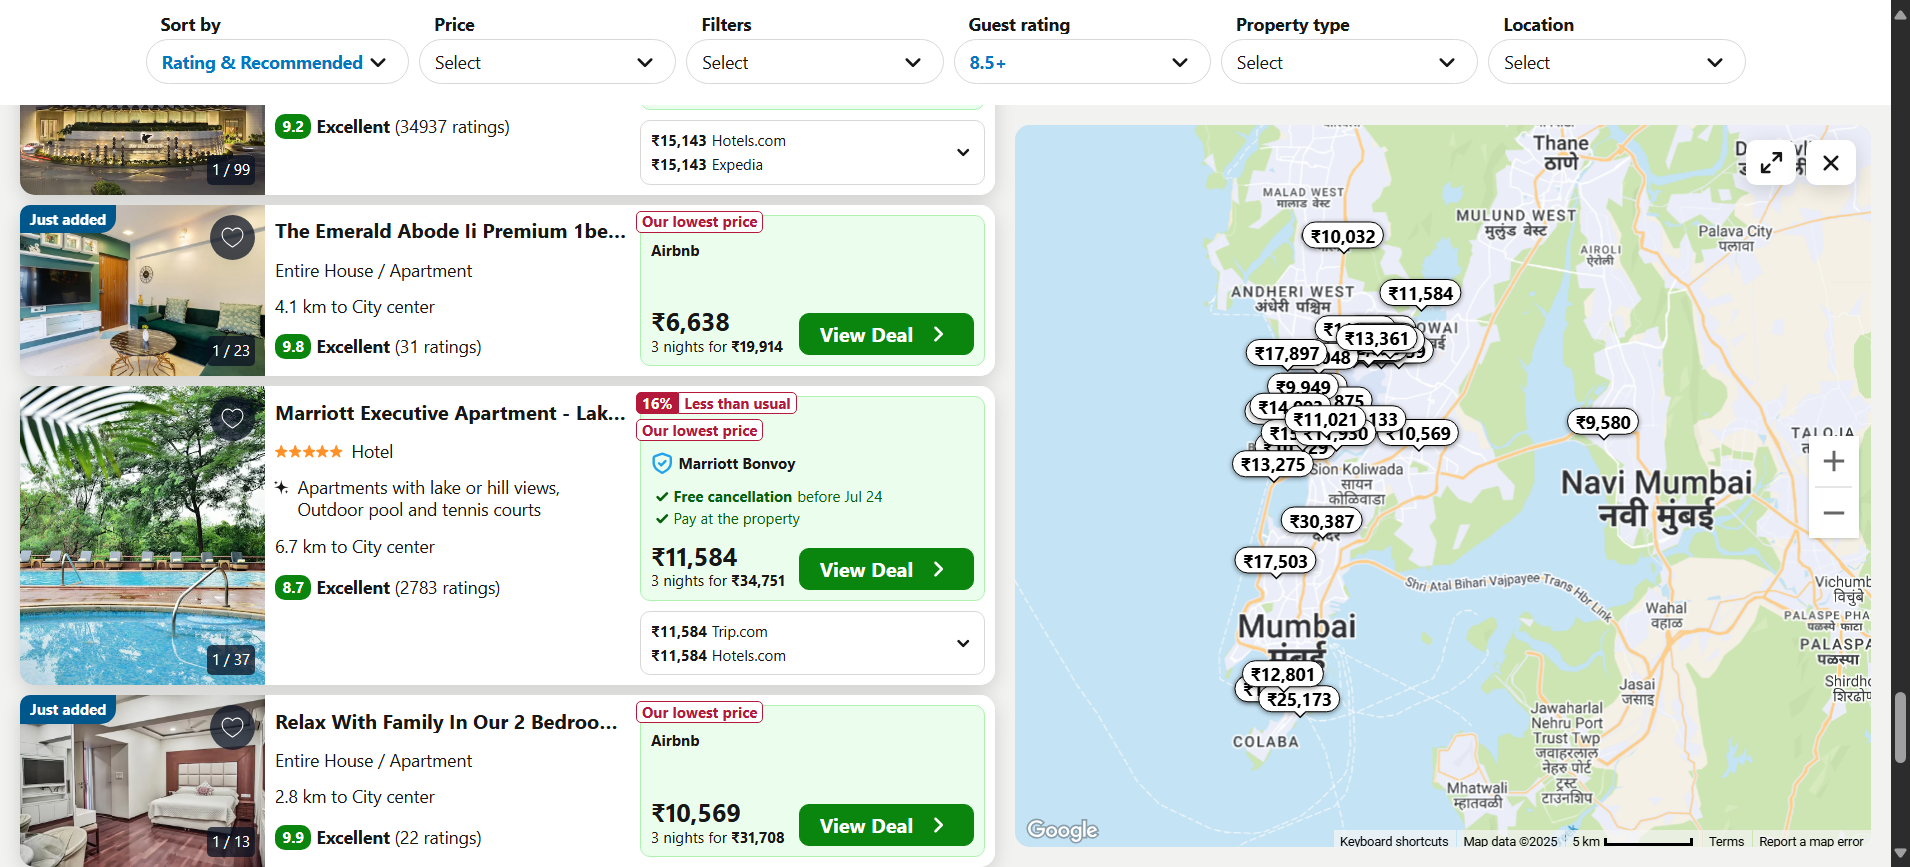 Sort by
Price
Filters
Guest rating
Property type
Location
Rating & Recommended
Select
Select
8.5+
Select
Select
9.2 Excellent (34937 ratings)
1 / 99
₹15,143 Hotels.com
₹15,143 Expedia
Just added
The Emerald Abode Ii Premium 1be...
Entire House / Apartment
4.1 km to City center
9.8 Excellent (31 ratings)
1 / 23
Our lowest price
Airbnb
₹6,638
3 nights for ₹19,914
View Deal
Marriott Executive Apartment - Lak...
Hotel
Apartments with lake or hill views,
Outdoor pool and tennis courts
6.7 km to City center
8.7 Excellent (2783 ratings)
1 / 37
16% Less than usual
Our lowest price
Marriott Bonvoy
Free cancellation before Jul 24
Pay at the property
₹11,584
3 nights for ₹34,751
View Deal
₹11,584 Trip.com
₹11,584 Hotels.com
Just added
Relax With Family In Our 2 Bedroo...
Entire House / Apartment
2.8 km to City center
9.9 Excellent (22 ratings)
1 / 13
Our lowest price
Airbnb
₹10,569
3 nights for ₹31,708
View Deal
Thane
ठाणे
MALAD WEST
मालाड वेस्ट
MULUND WEST
मुलुंड वेस्ट
Palava City
पलावा
AIROLI
ऐरोली
₹10,032
ANDHERI WEST
अंधेरी पश्चिम
₹11,584
₹13,361
₹17,897
₹9,949
₹11,021
₹10,569
₹9,580
TALOJA
₹13,275
Sion Koliwada
सायन
कोळिवाडा
Navi Mumbai
नवी मुंबई
₹30,387
₹17,503
Shri Atal Bihari Vajpayee Trans Hbr Link
Wahal
वहाळ
Mumbai
मुंबई
₹12,801
₹25,173
COLABA
Jasai
जसाई
Jawaharlal
Nehru Port
Trust Twp
जवाहरलाल
नेहरु पोर्ट
ट्रस्ट
टाउनशिप
Mhatwali
म्हातवळी
Google
Keyboard shortcuts
Map data ©2025
5 km
Terms
Report a map error